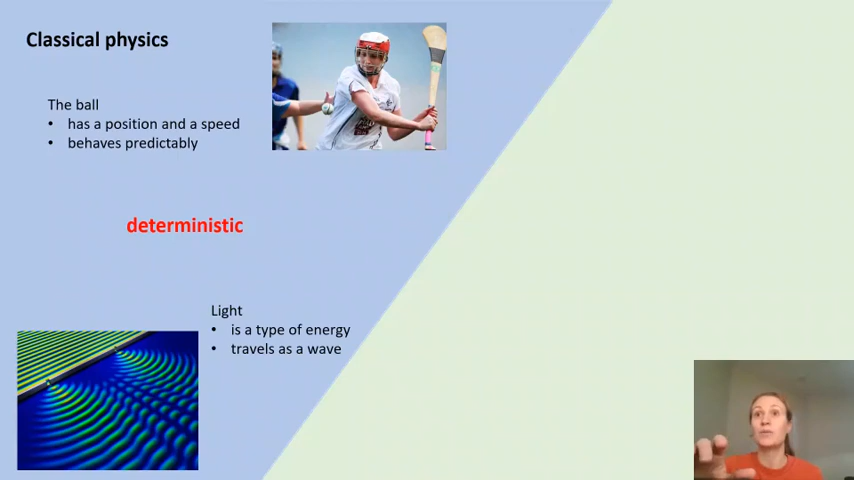 Classical physics
The ball
• has a position and a speed
• behaves predictably
deterministic
Light
• is a type of energy
• travels as a wave